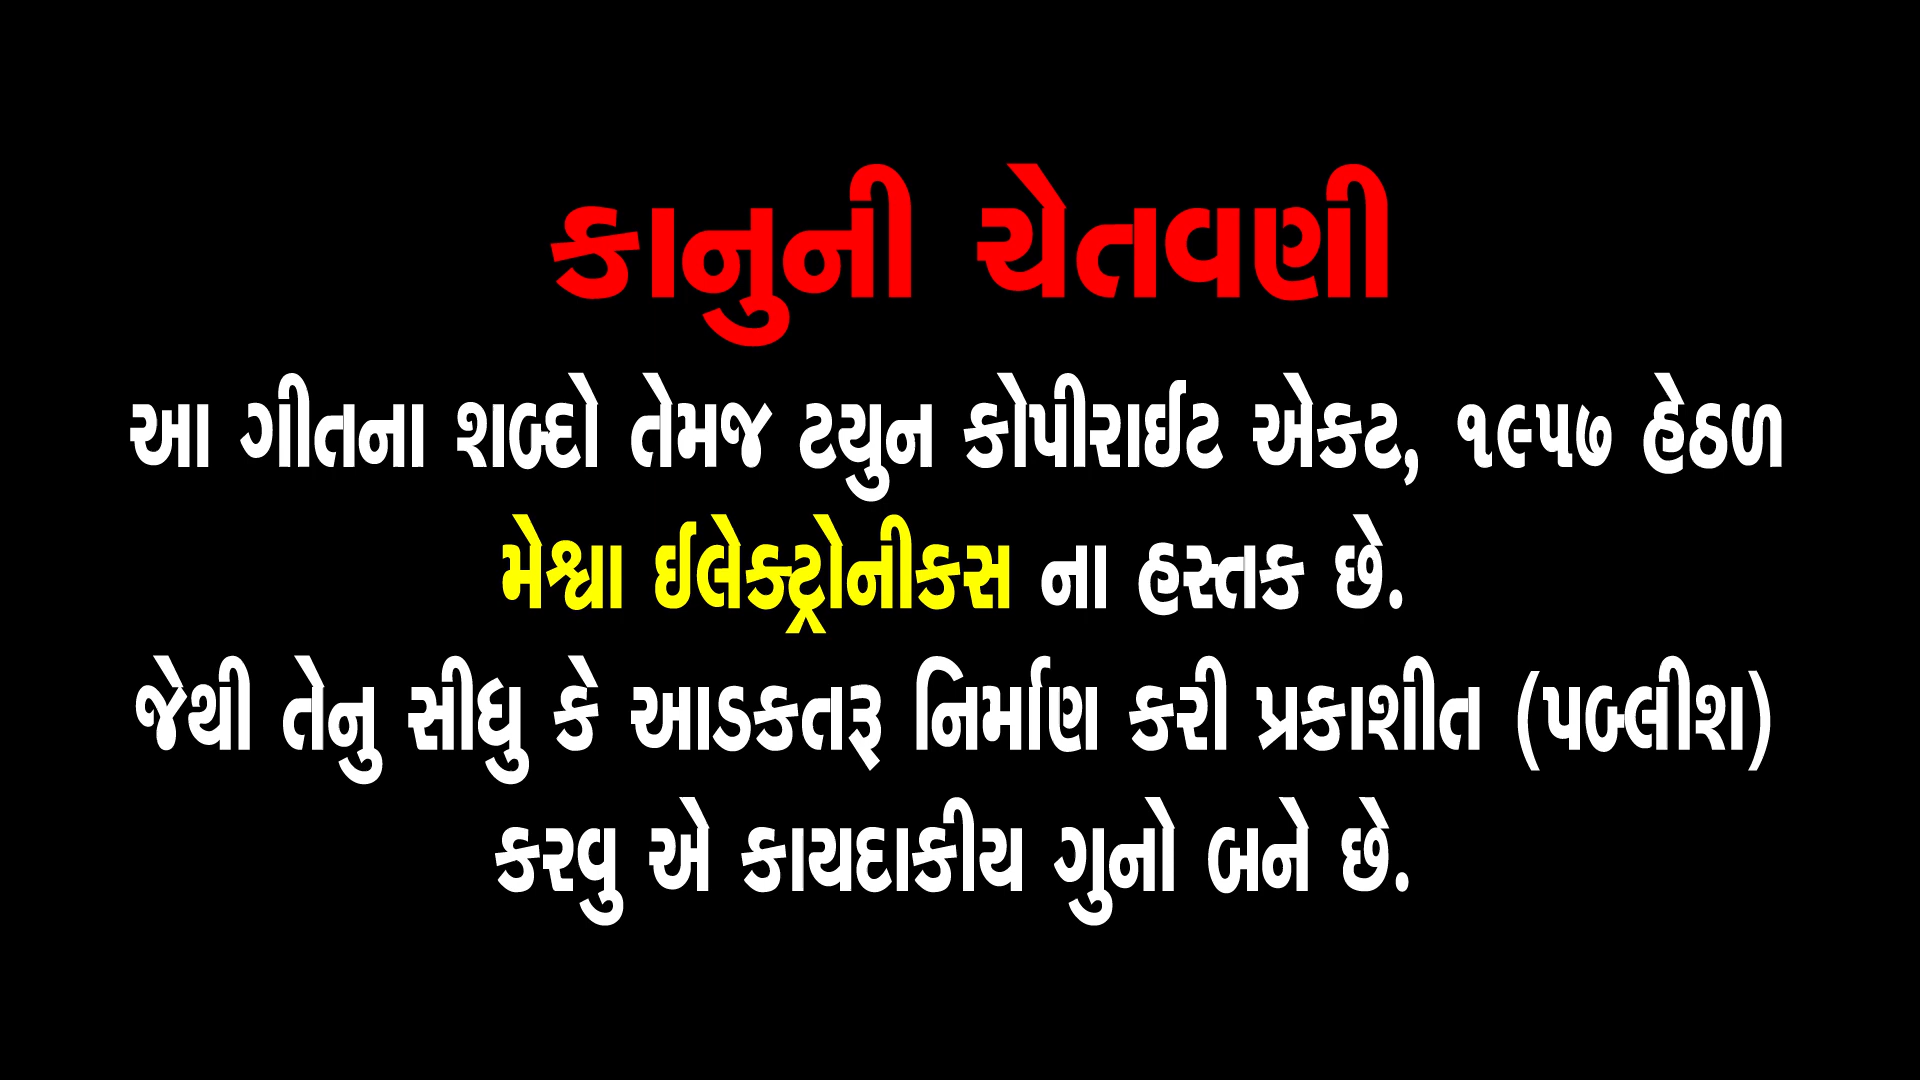 કાનુની ચેતવણી
આ ગીતના શબ્દો તેમજ ટયુન કોપીરાઈટ એકટ, ૧૯૫૭ હેઠળ
મેશ્વા ઈલેક્ટ્રોનીકસ ના હસ્તક છે.
જેથી તેનુ સીધુ કે આડકતરૂ નિર્માણ કરી પ્રકાશીત (પબ્લીશ)
કરવુ એ કાયદાકીય ગુનો બને છે.